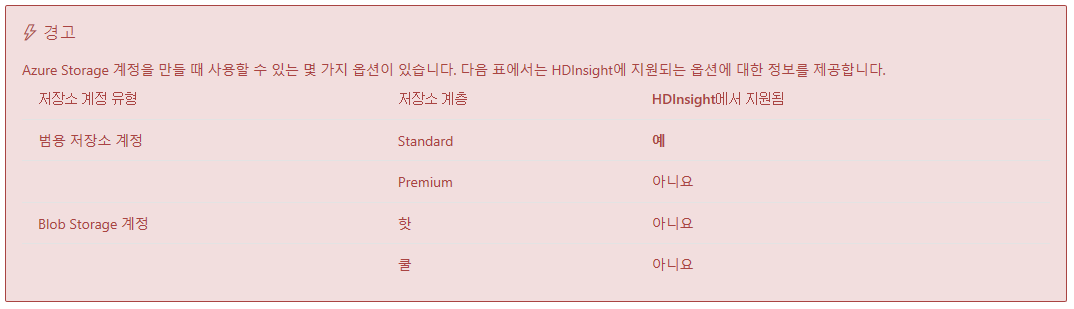 경고
Azure Storage 계정을 만들 때 사용할 수 있는 몇 가지 옵션이 있습니다. 다음 표에서는 HDInsight에 지원되는 옵션에 대한 정보를 제공합니다.
저장소 계정 유형 저장소 계층 HDInsight에서 지원됨
범용 저장소 계정 Standard 예
Premium 아니요
Blob Storage 계정 핫 아니요
쿨 아니요